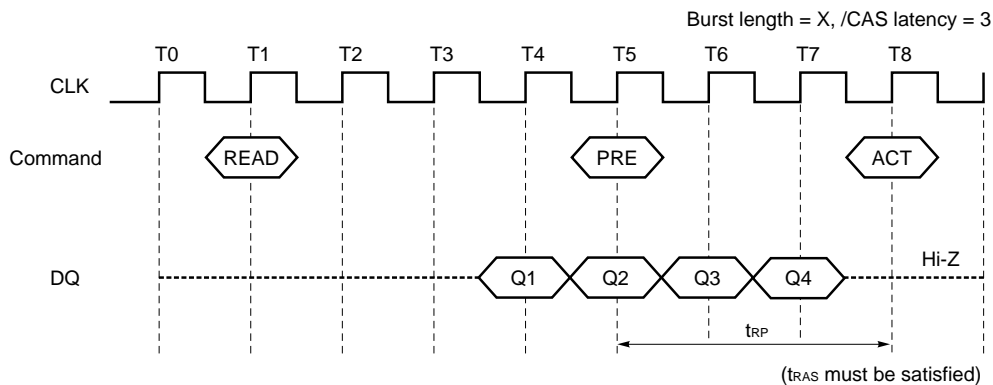 Burst length = X, /CAS latency = 3
T0 T1 T2 T3 T4 T5 T6 T7 T8
CLK
Command READ PRE ACT
Hi-Z
DQ Q1 Q2 Q3 Q4
tRP
(tRAS must be satisfied)